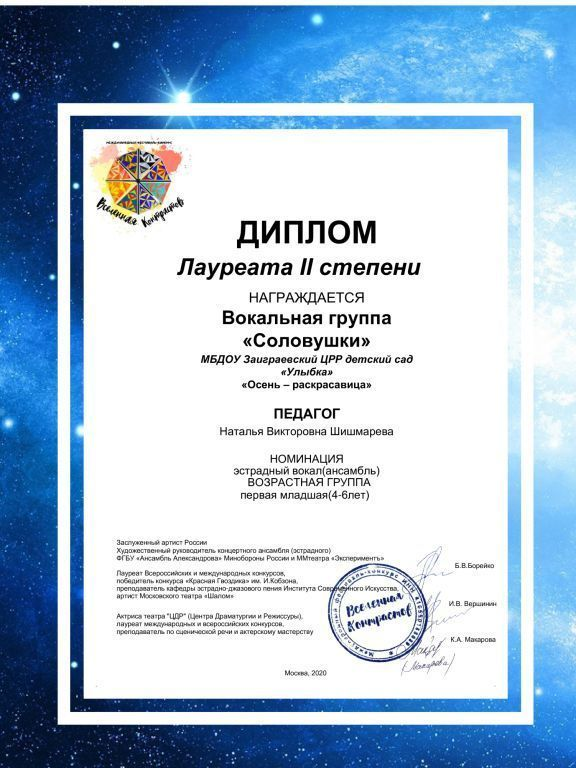 МЕЖДУНАРОДНЫЙ ФЕСТИВАЛЬ-КОНКУРС
Вселенная Контрастов
ДИПЛОМ
Лауреата II степени
НАГРАЖДАЕТСЯ
Вокальная группа
«Соловушки»
МБДОУ Заиграевский ЦРР детский сад
«Улыбка»
«Осень – раскрасавица»
ПЕДАГОГ
Наталья Викторовна Шишмарева
НОМИНАЦИЯ
эстрадный вокал(ансамбль)
ВОЗРАСТНАЯ ГРУППА
первая младшая(4-6лет)
Заслуженный артист России
Художественный руководитель концертного ансамбля (эстрадного)
ФГБУ «Ансамбль Александрова» Минобороны России и ММтеатра «Экспериментъ»
Б.В.Борейко
Лауреат Всероссийских и международных конкурсов,
победитель конкурса «Красная Гвоздика» им. И.Кобзона,
преподаватель кафедры эстрадно-джазового пения Института Современного Искусства,
артист Московского театра «Шалом»
И.В. Вершинин
Актриса театра "ЦДР" (Центра Драматургии и Режиссуры),
лауреат международных и всероссийских конкурсов,
преподаватель по сценической речи и актерскому мастерству
К.А. Макарова
Вселенная
Контрастов
(Макарова)
Москва, 2020